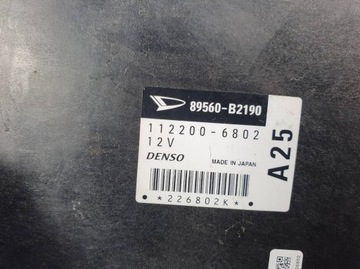 89560-B2190
112200-6802
12V
DENSO
MADE IN JAPAN
*226802K*
A25